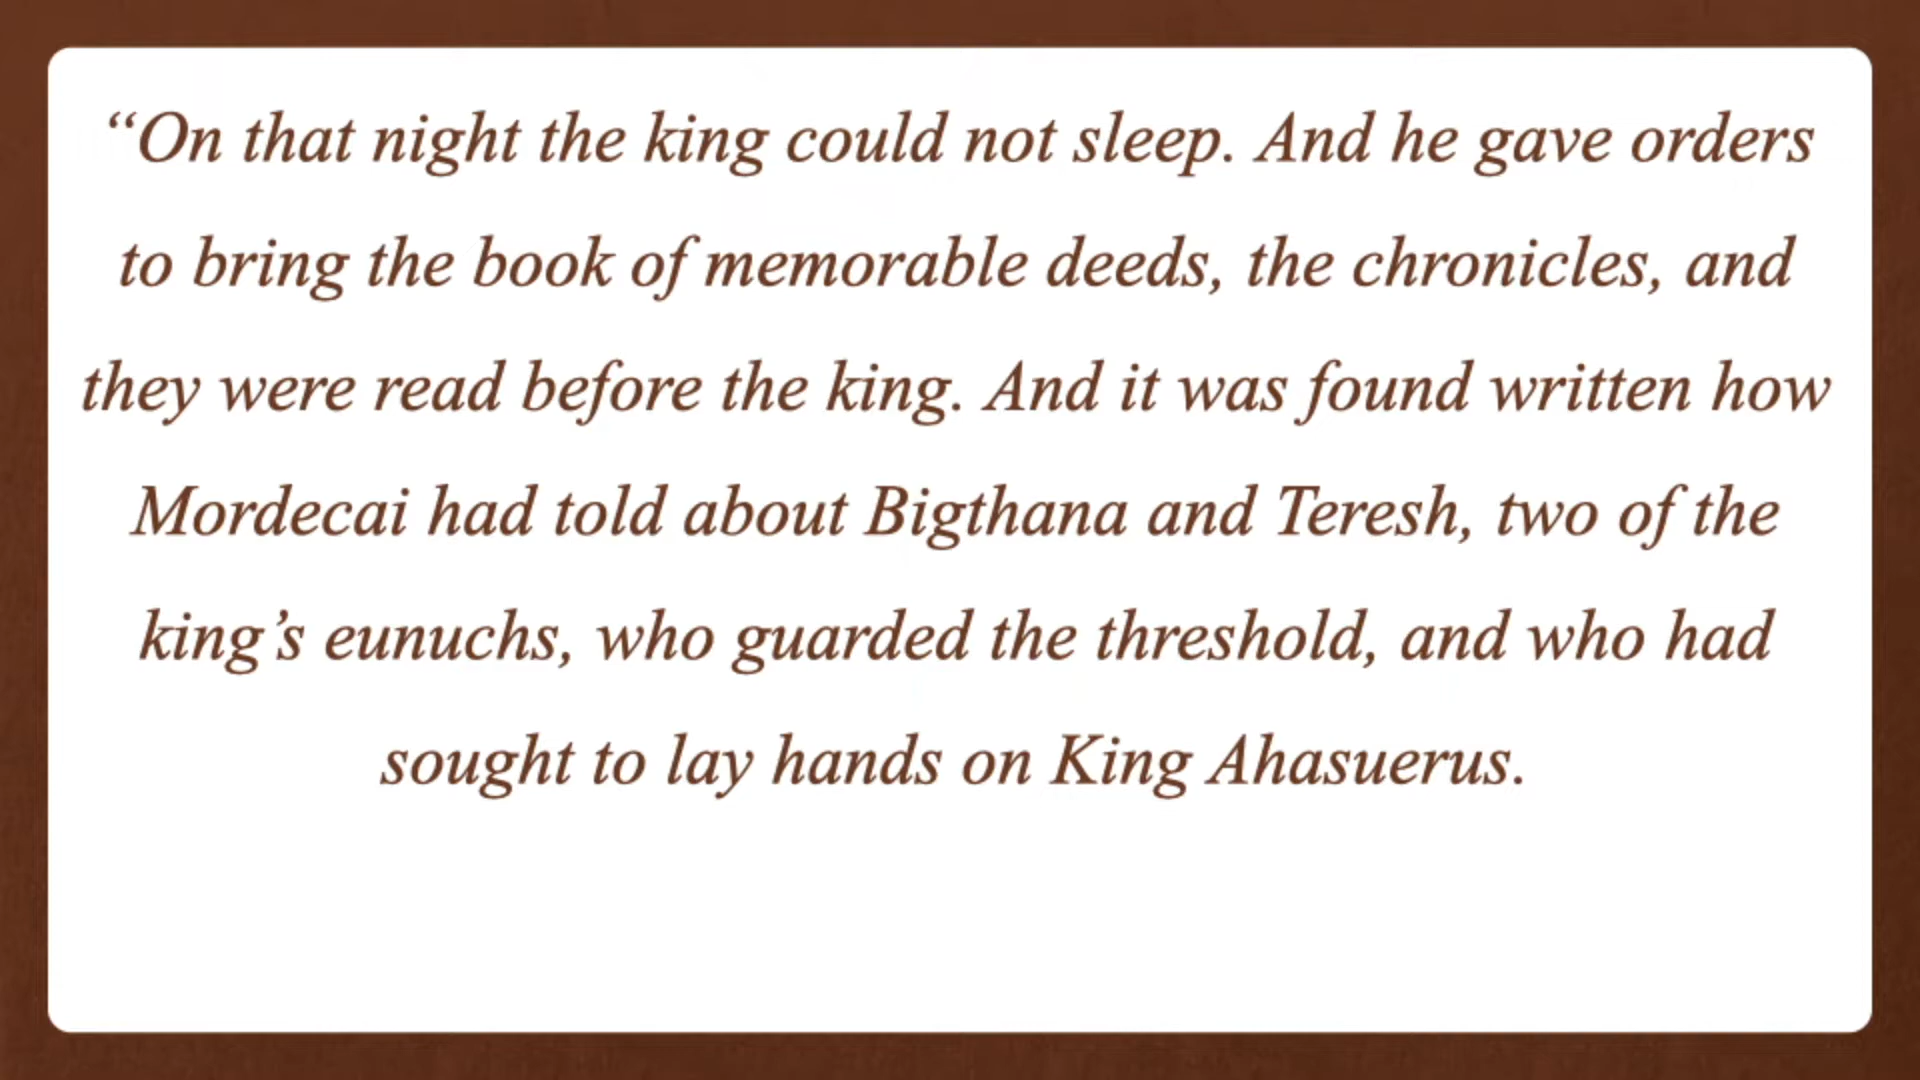 “On that night the king could not sleep. And he gave orders
to bring the book of memorable deeds, the chronicles, and
they were read before the king. And it was found written how
Mordecai had told about Bigthana and Teresh, two of the
king’s eunuchs, who guarded the threshold, and who had
sought to lay hands on King Ahasuerus.